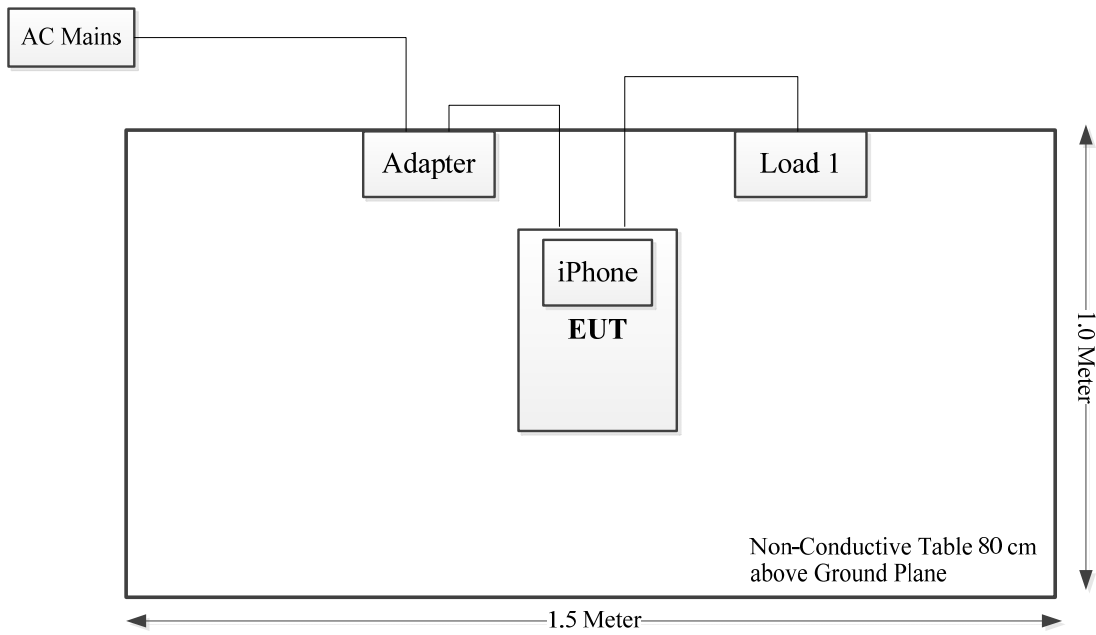 AC Mains
Adapter
Load 1
iPhone
EUT
1.0 Meter
Non-Conductive Table 80 cm
above Ground Plane
1.5 Meter